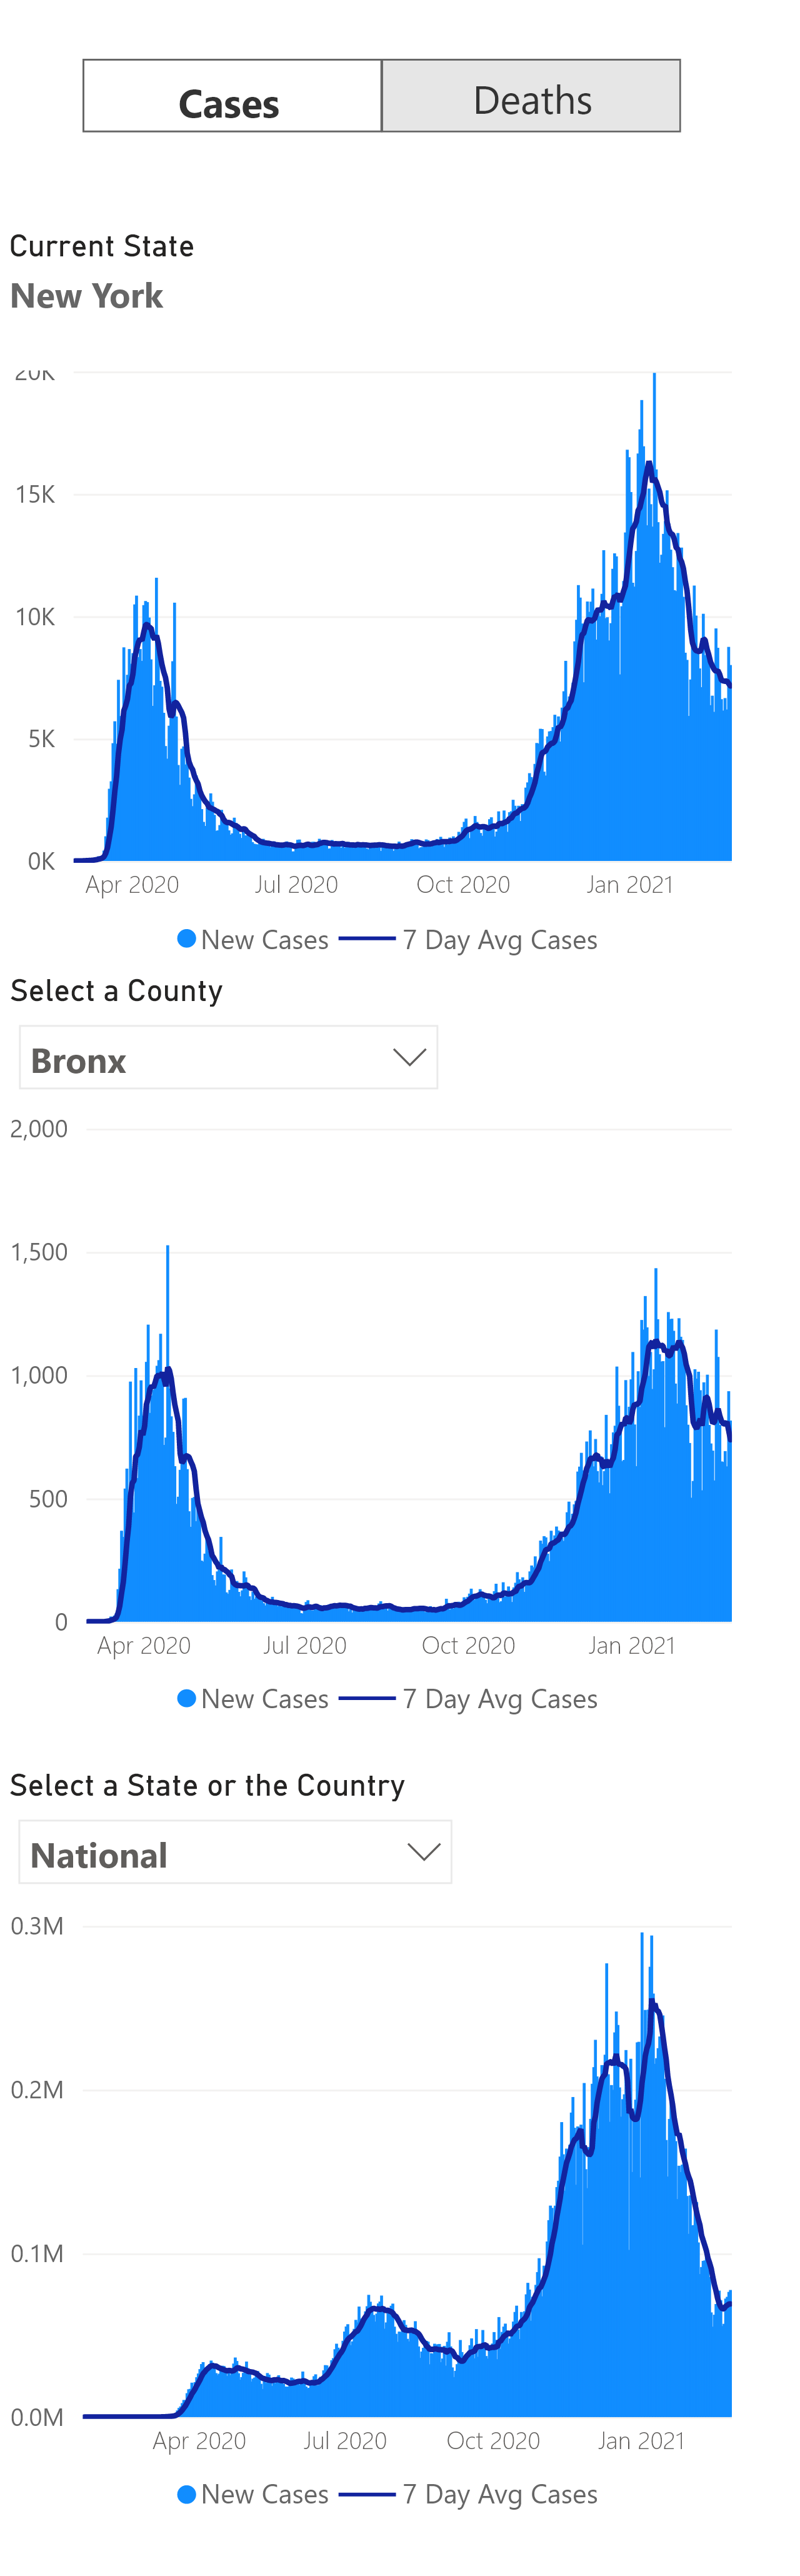 Cases Deaths
Current State
New York
20K
15K
10K
5K
0K
Apr 2020 Jul 2020 Oct 2020 Jan 2021
New Cases 7 Day Avg Cases
Select a County
Bronx
2,000
1,500
1,000
500
0
Apr 2020 Jul 2020 Oct 2020 Jan 2021
New Cases 7 Day Avg Cases
Select a State or the Country
National
0.3M
0.2M
0.1M
0.0M
Apr 2020 Jul 2020 Oct 2020 Jan 2021
New Cases 7 Day Avg Cases